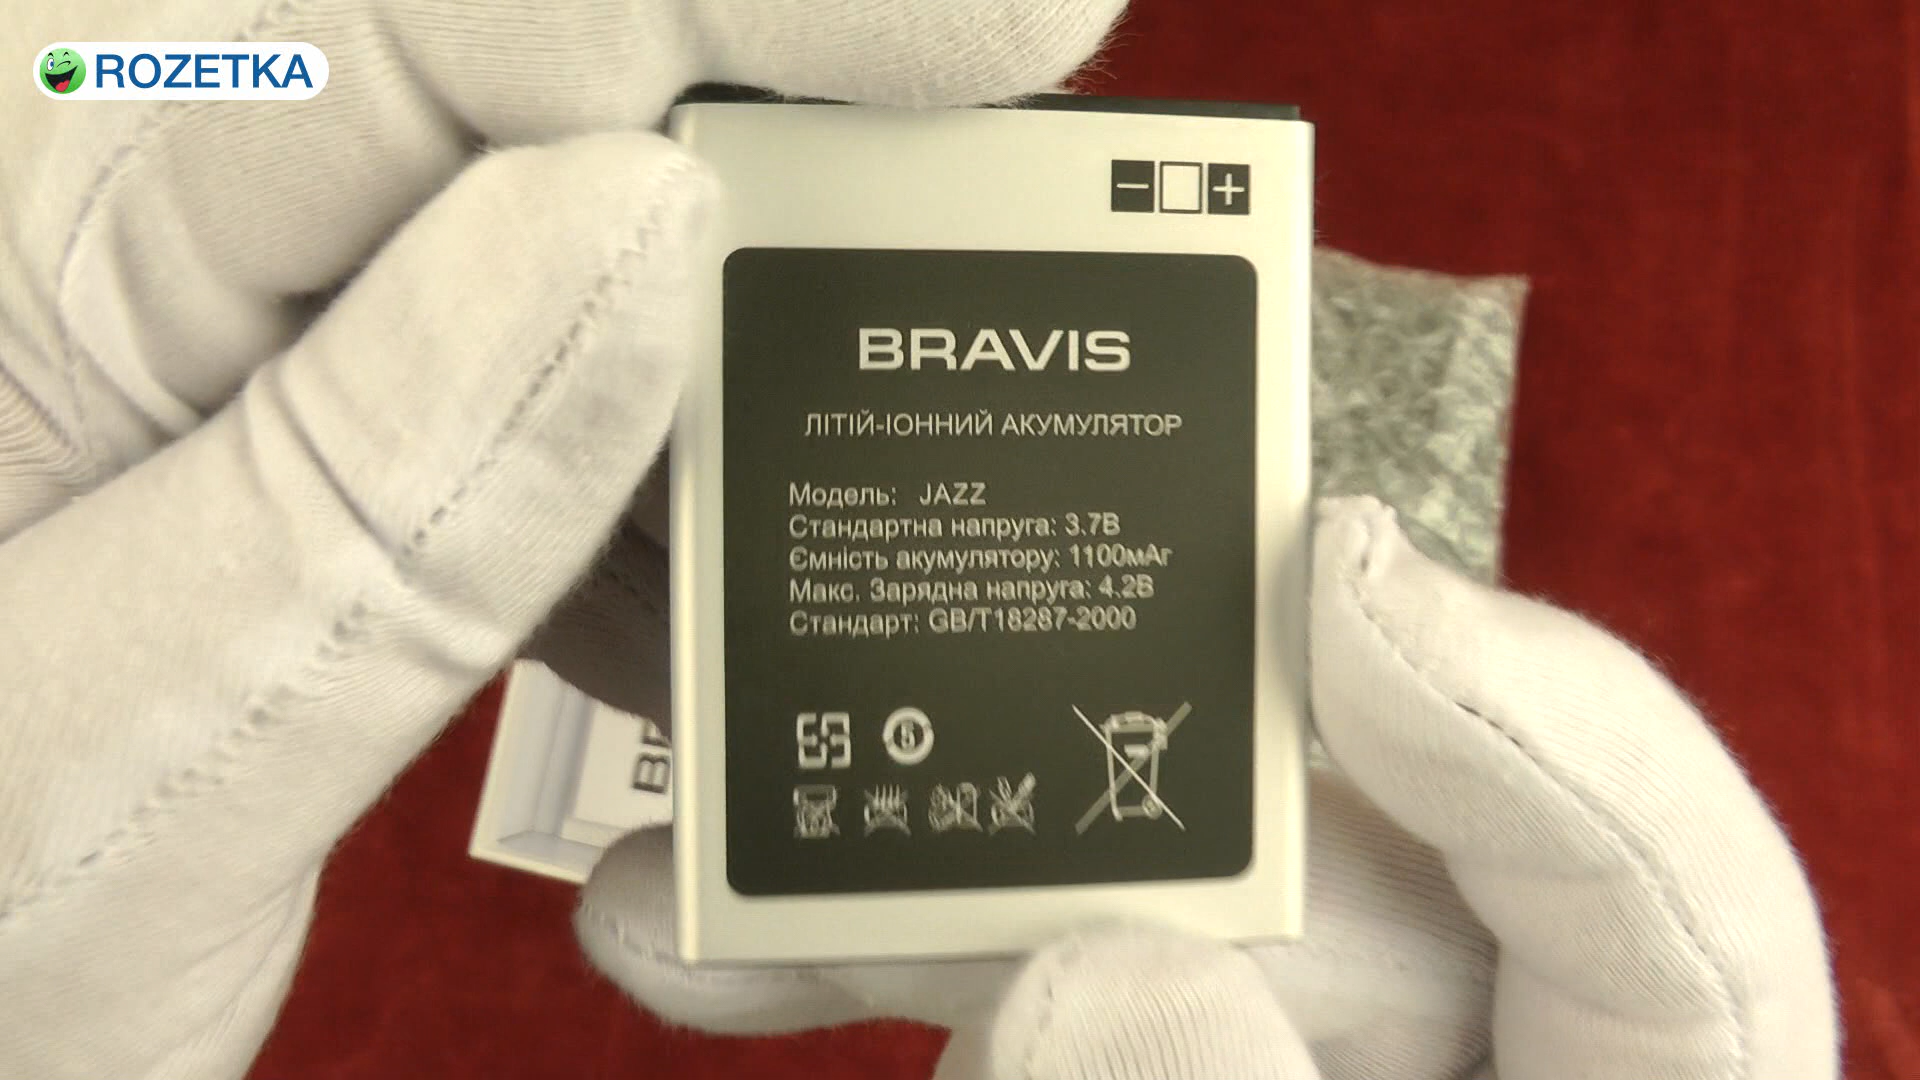 ROZETKA
BRAVIS
ЛІТІЙ-ІОННИЙ АКУМУЛЯТОР
Модель: JAZZ
Стандартна напруга: 3.7В
Ємність акумулятору: 1100мАг
Макс. Зарядна напруга: 4.2В
Стандарт: GB/T18287-2000
5